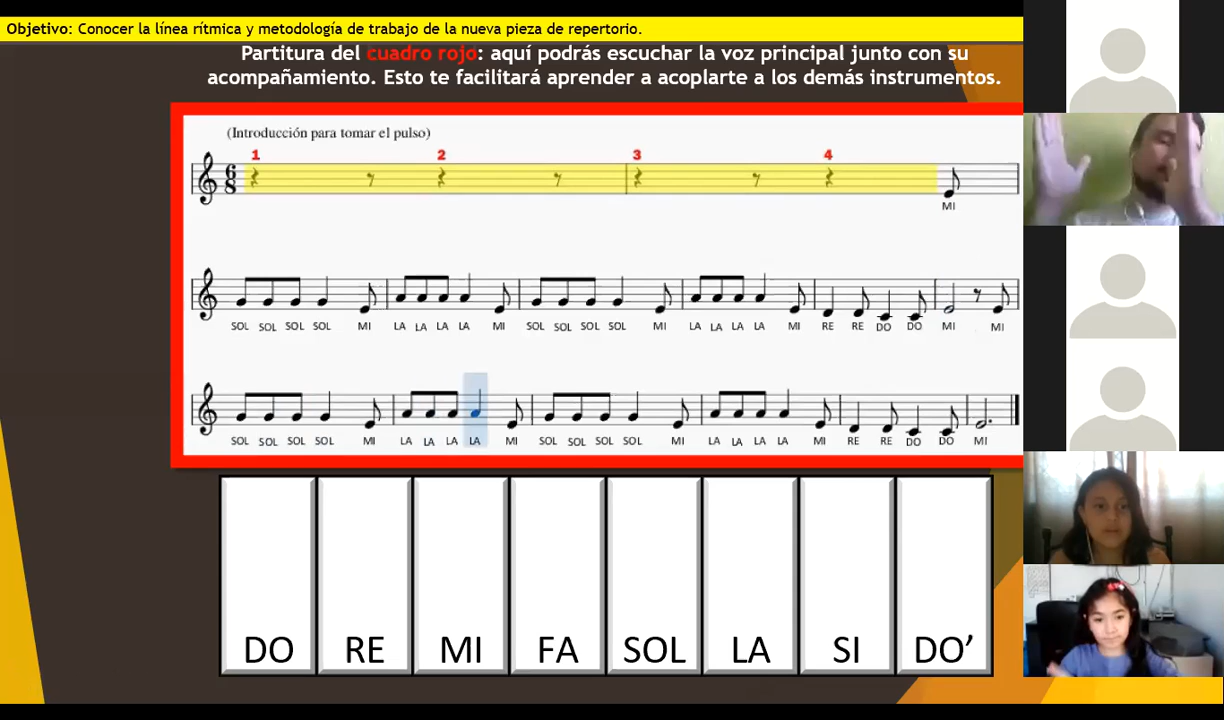 Objetivo: Conocer la línea rítmica y metodología de trabajo de la nueva pieza de repertorio.
Partitura del cuadro rojo: aquí podrás escuchar la voz principal junto con su
acompañamiento. Esto te facilitará aprender a acoplarte a los demás instrumentos.
(Introducción para tomar el pulso)
1 2 3 4
6
8
MI
SOL SOL SOL SOL MI LA LA LA LA MI SOL SOL SOL SOL MI LA LA LA LA MI RE RE DO DO MI MI
SOL SOL SOL SOL MI LA LA LA LA MI SOL SOL SOL SOL MI LA LA LA LA MI RE RE DO DO MI
DO RE MI FA SOL LA SI DO’